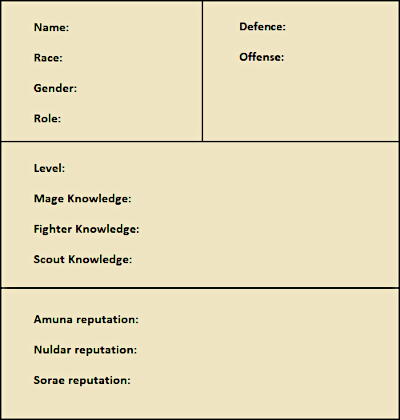 Name:
Race:
Gender:
Role:
Defence:
Offense:
Level:
Mage Knowledge:
Fighter Knowledge:
Scout Knowledge:
Amuna reputation:
Nuldar reputation:
Sorae reputation: